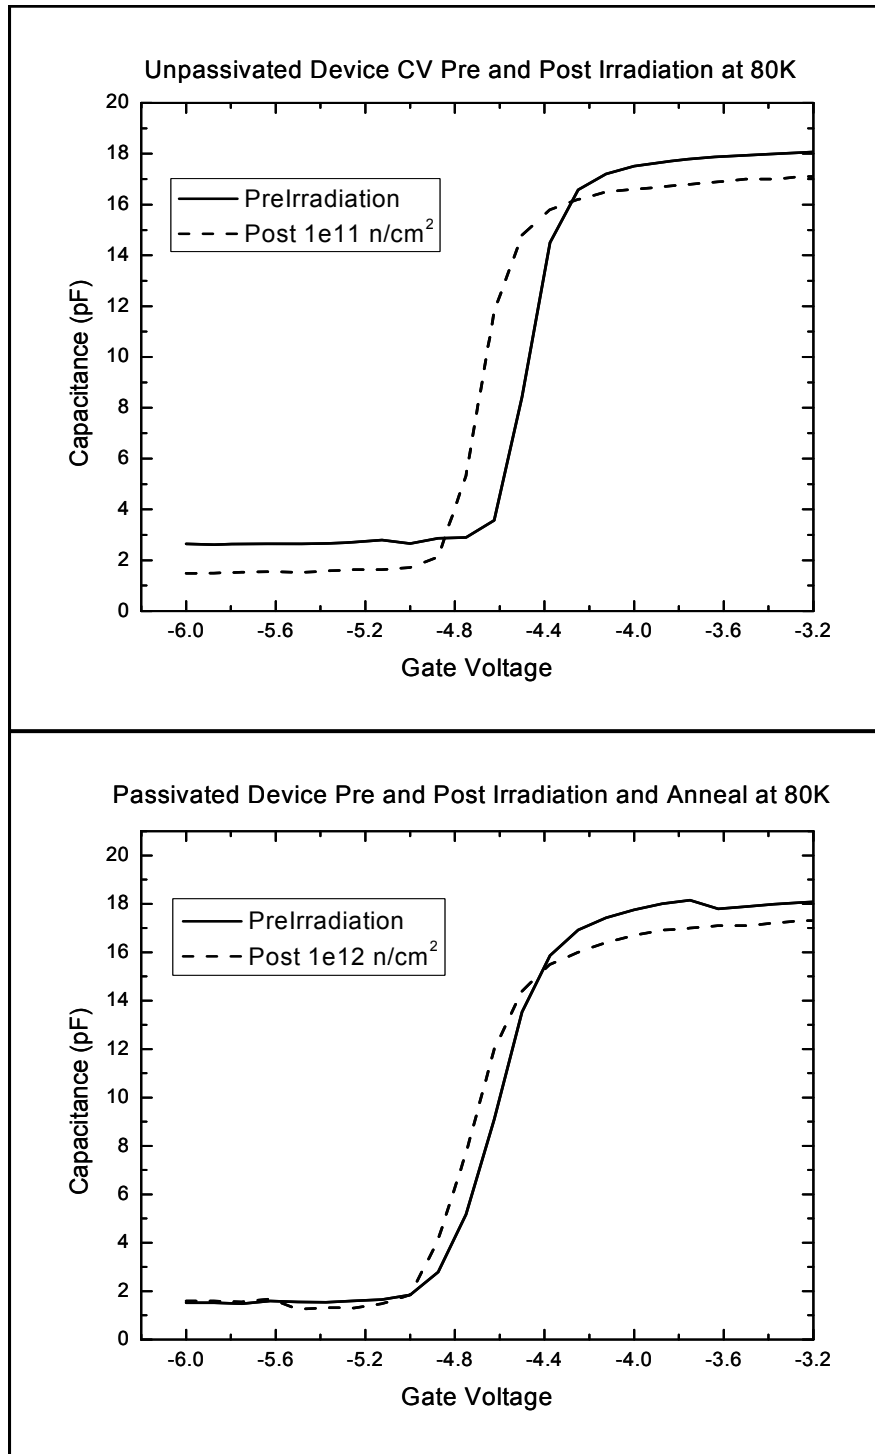 Unpassivated Device CV Pre and Post Irradiation at 80K
20
18
16
14
12
10
8
6
4
2
0
Capacitance (pF)
PreIrradiation
Post 1e11 n/cm²
-6.0 -5.6 -5.2 -4.8 -4.4 -4.0 -3.6 -3.2
Gate Voltage
Passivated Device Pre and Post Irradiation and Anneal at 80K
20
18
16
14
12
10
8
6
4
2
0
Capacitance (pF)
PreIrradiation
Post 1e12 n/cm²
-6.0 -5.6 -5.2 -4.8 -4.4 -4.0 -3.6 -3.2
Gate Voltage